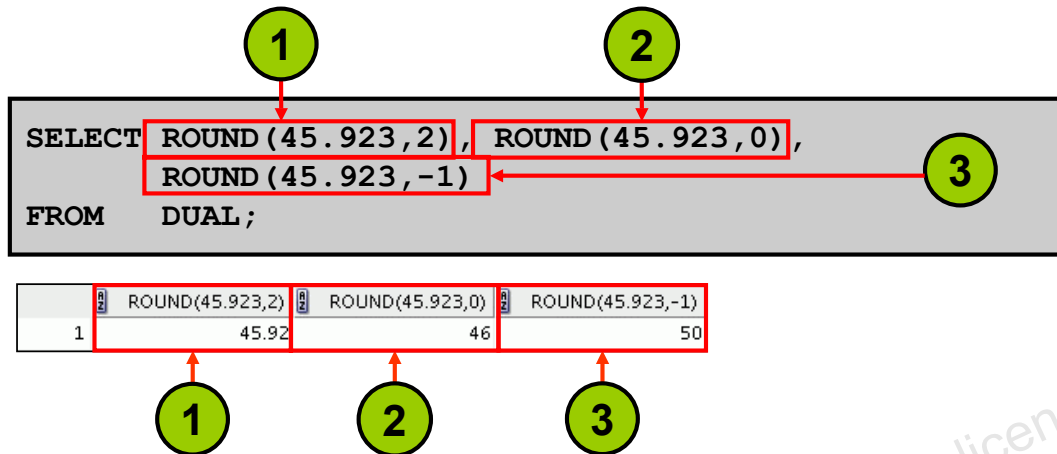 1 2
SELECT ROUND(45.923,2), ROUND(45.923,0),
ROUND(45.923,-1) 3
FROM DUAL;
ROUND(45.923,2) ROUND(45.923,0) ROUND(45.923,-1)
1 45.92 46 50
1 2 3